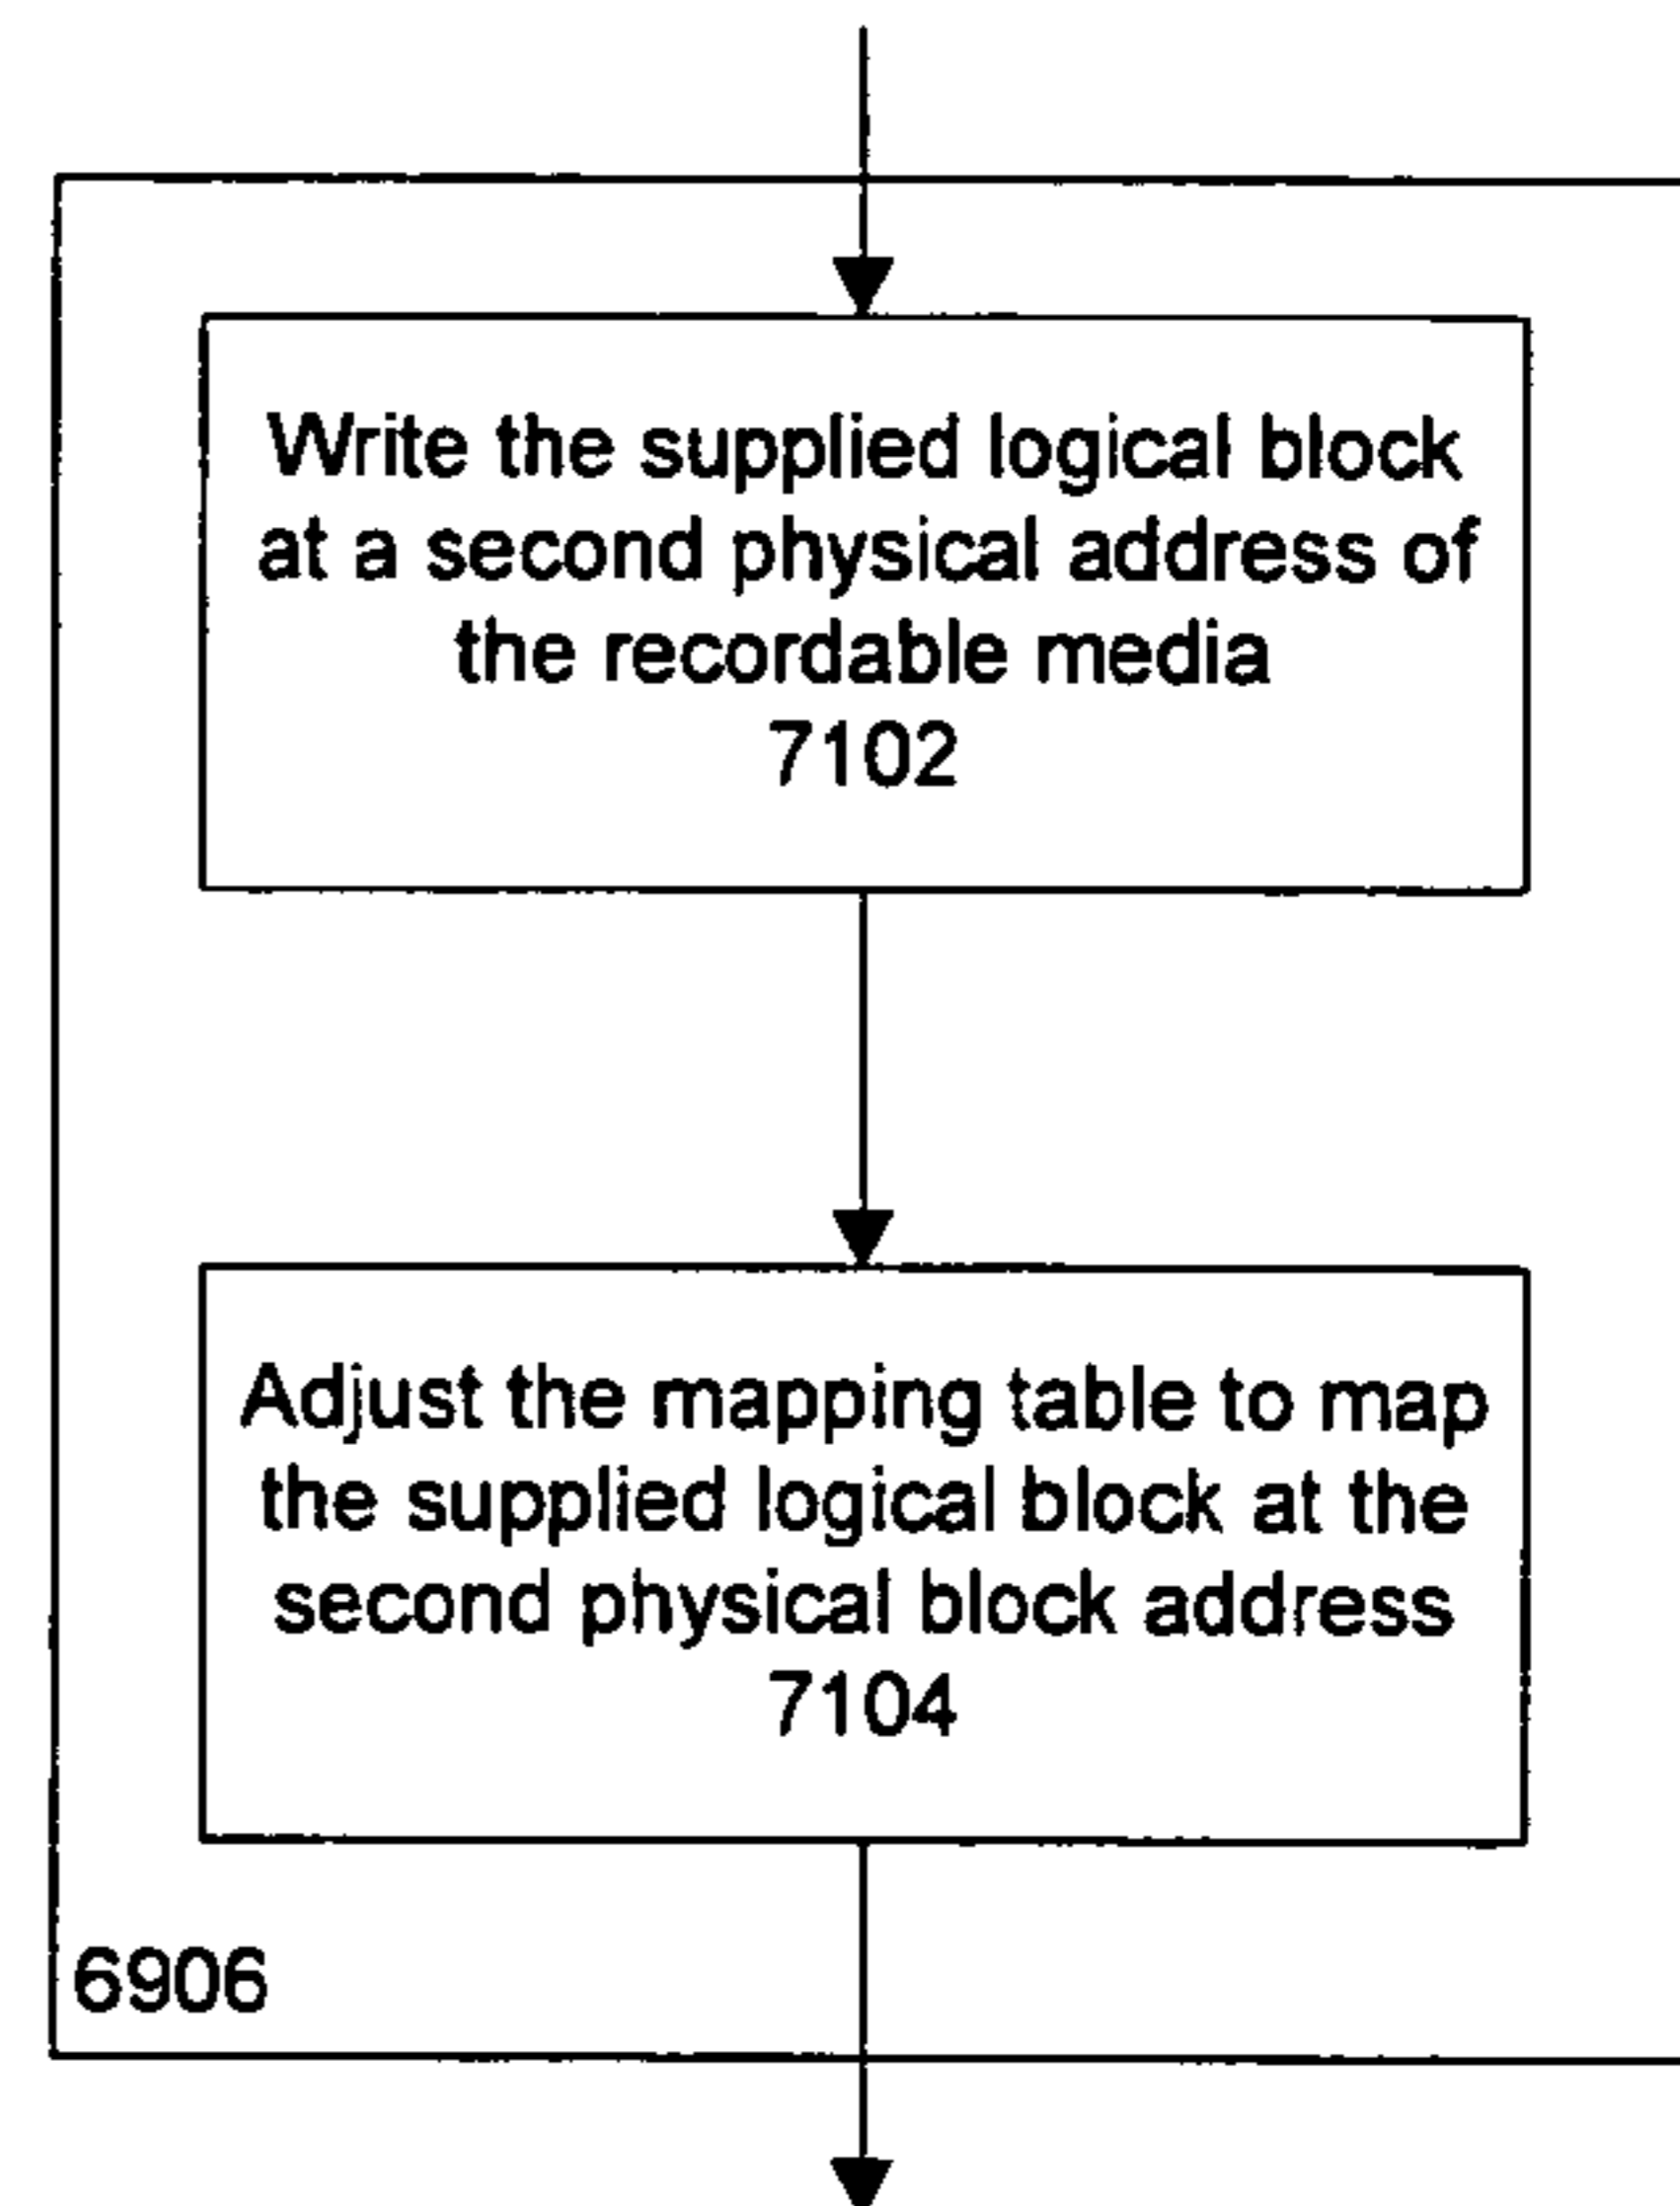 Write the supplied logical block
at a second physical address of
the recordable media
7102
Adjust the mapping table to map
the supplied logical block at the
second physical block address
7104
6906